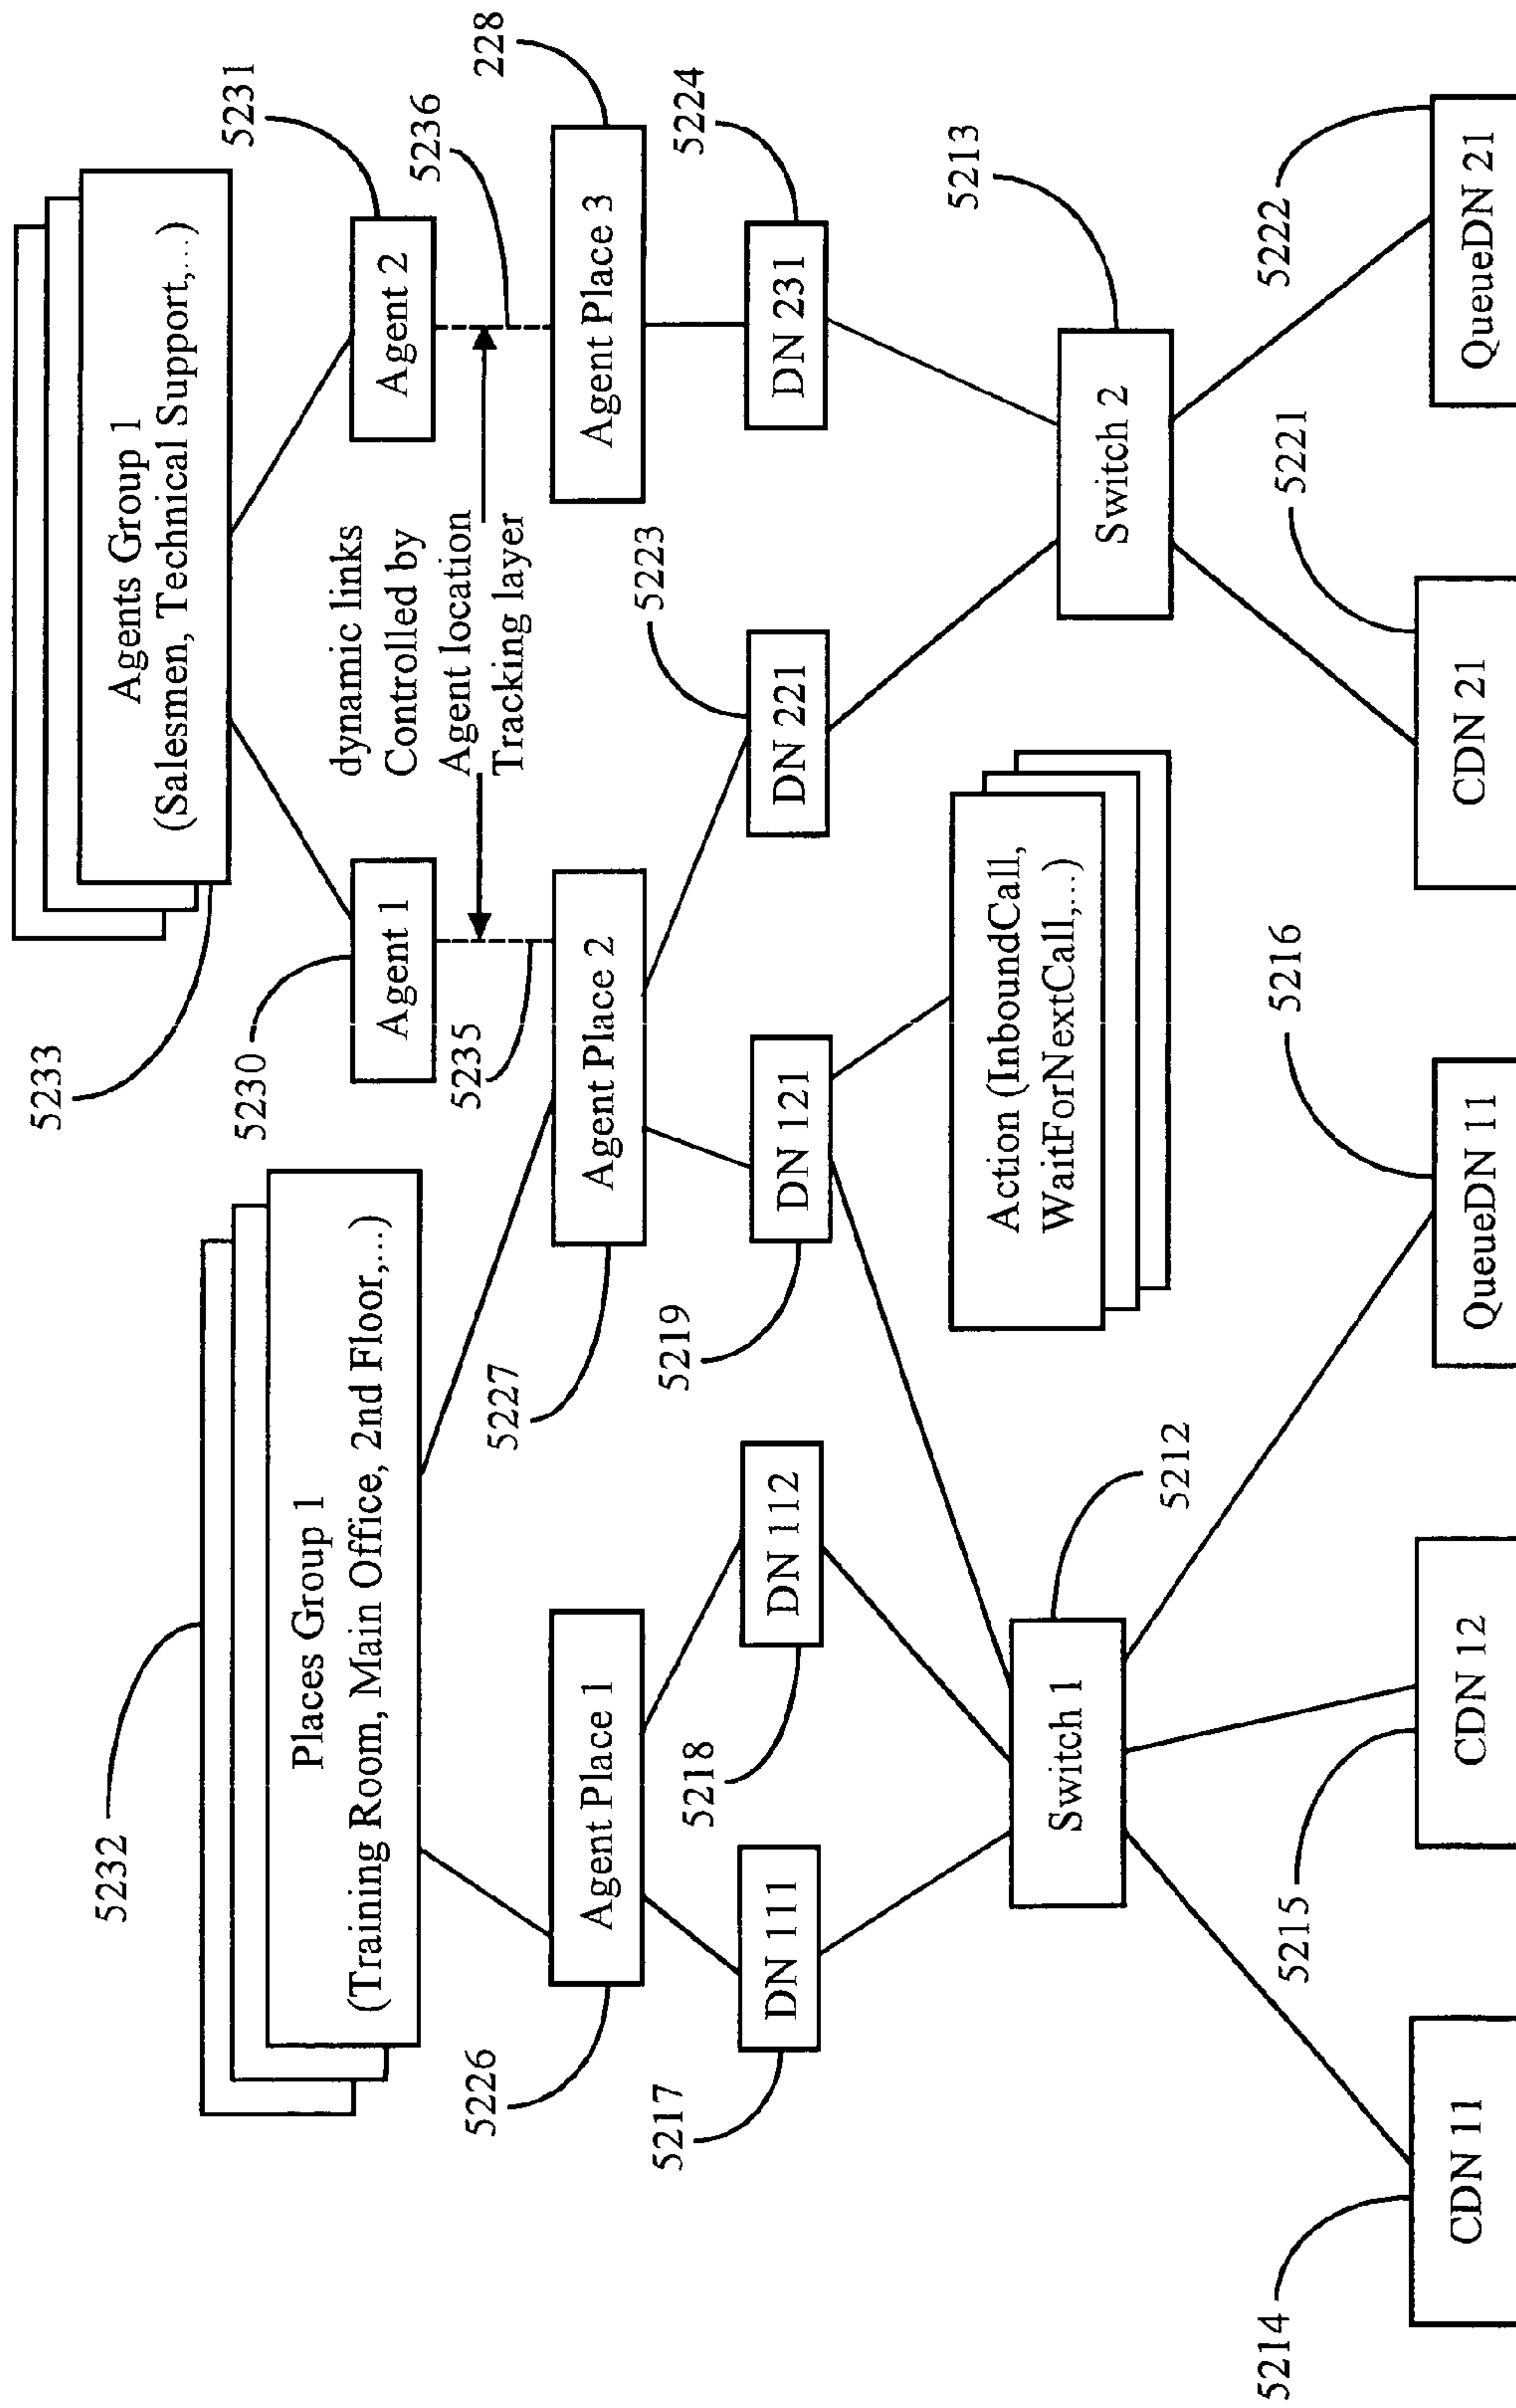 5233
Agents Group 1
(Salesmen, Technical Support,...)
5232
Places Group 1
(Training Room, Main Office, 2nd Floor,...)
5230
Agent 1
dynamic links
Controlled by
Agent location
Tracking layer
Agent 2
5231
5235
5236
5226
Agent Place 1
5227
Agent Place 2
Agent Place 3
228
5217
DN 111
5218
DN 112
5219
DN 121
5223
DN 221
DN 231
5224
Action (InboundCall,
WaitForNextCall,...)
Switch 1
5212
Switch 2
5213
5214
CDN 11
5215
CDN 12
5216
QueueDN 11
CDN 21
5221
5222
QueueDN 21